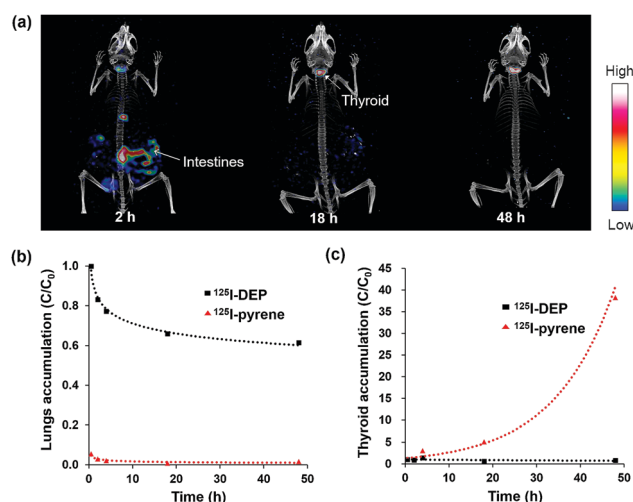 (a)
High
Thyroid
Intestines
2 h
18 h
48 h
Low
(b)
(c)
Lungs accumulation (C/C₀)
1.0
0.8
0.6
0.4
0.2
0.0
¹²⁵I-DEP
¹²⁵I-pyrene
0
10
20
30
40
50
Time (h)
Thyroid accumulation (C/C₀)
45
40
35
30
25
20
15
10
5
0
¹²⁵I-DEP
¹²⁵I-pyrene
0
10
20
30
40
50
Time (h)